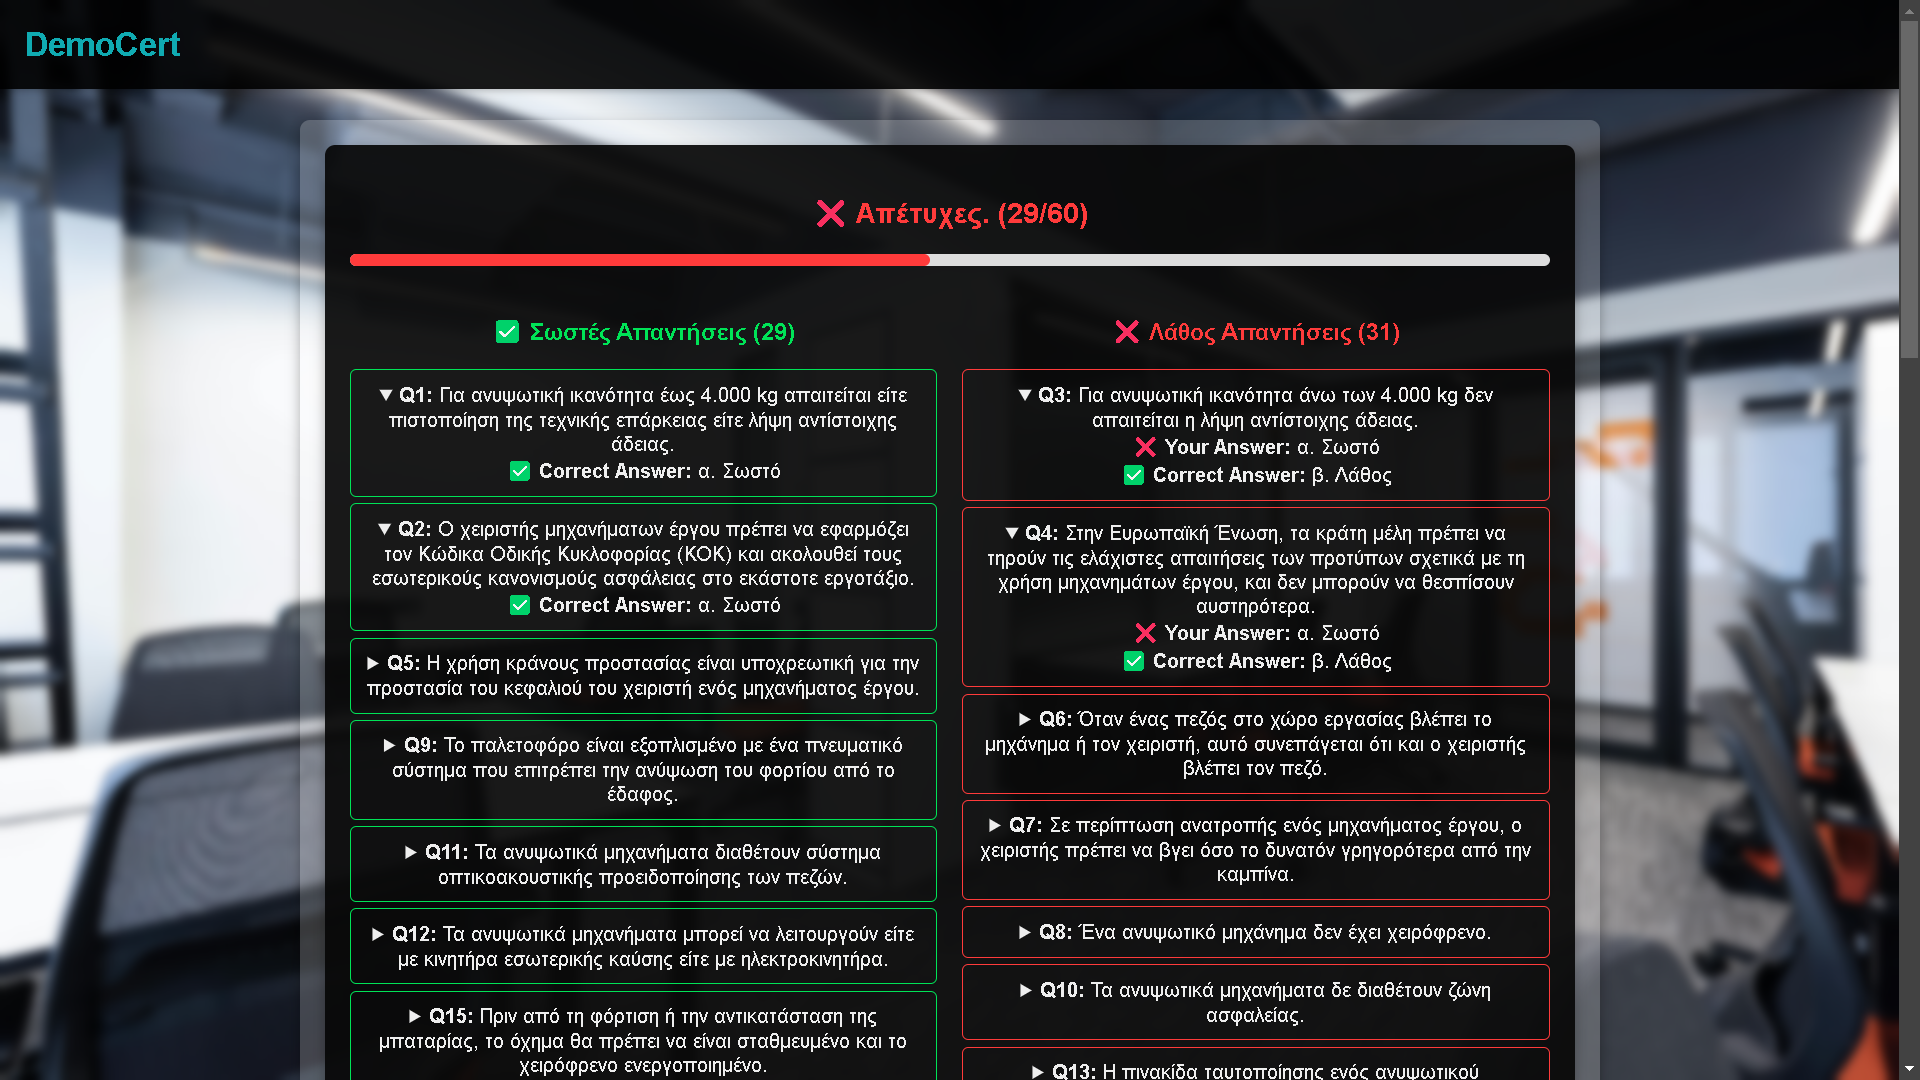 DemoCert
❌ Απέτυχες. (29/60)
✅ Σωστές Απαντήσεις (29)
▼ Q1: Για ανυψωτική ικανότητα έως 4.000 kg απαιτείται είτε
πιστοποίηση της τεχνικής επάρκειας είτε λήψη αντίστοιχης
άδειας.
✅ Correct Answer: α. Σωστό
▼ Q2: Ο χειριστής μηχανήματων έργου πρέπει να εφαρμόζει
τον Κώδικα Οδικής Κυκλοφορίας (ΚΟΚ) και ακολουθεί τους
εσωτερικούς κανονισμούς ασφάλειας στο εκάστοτε εργοτάξιο.
✅ Correct Answer: α. Σωστό
▶ Q5: Η χρήση κράνους προστασίας είναι υποχρεωτική για την
προστασία του κεφαλιού του χειριστή ενός μηχανήματος έργου.
▶ Q9: Το παλετοφόρο είναι εξοπλισμένο με ένα πνευματικό
σύστημα που επιτρέπει την ανύψωση του φορτίου από το
έδαφος.
▶ Q11: Τα ανυψωτικά μηχανήματα διαθέτουν σύστημα
οπτικοακουστικής προειδοποίησης των πεζών.
▶ Q12: Τα ανυψωτικά μηχανήματα μπορεί να λειτουργούν είτε
με κινητήρα εσωτερικής καύσης είτε με ηλεκτροκινητήρα.
▶ Q15: Πριν από τη φόρτιση ή την αντικατάσταση της
μπαταρίας, το όχημα θα πρέπει να είναι σταθμευμένο και το
χειρόφρενο ενεργοποιημένο.
❌ Λάθος Απαντήσεις (31)
▼ Q3: Για ανυψωτική ικανότητα άνω των 4.000 kg δεν
απαιτείται η λήψη αντίστοιχης άδειας.
❌ Your Answer: α. Σωστό
✅ Correct Answer: β. Λάθος
▼ Q4: Στην Ευρωπαϊκή Ένωση, τα κράτη μέλη πρέπει να
τηρούν τις ελάχιστες απαιτήσεις των προτύπων σχετικά με τη
χρήση μηχανημάτων έργου, και δεν μπορούν να θεσπίσουν
αυστηρότερα.
❌ Your Answer: α. Σωστό
✅ Correct Answer: β. Λάθος
▶ Q6: Όταν ένας πεζός στο χώρο εργασίας βλέπει το
μηχάνημα ή τον χειριστή, αυτό συνεπάγεται ότι και ο χειριστής
βλέπει τον πεζό.
▶ Q7: Σε περίπτωση ανατροπής ενός μηχανήματος έργου, ο
χειριστής πρέπει να βγει όσο το δυνατόν γρηγορότερα από την
καμπίνα.
▶ Q8: Ένα ανυψωτικό μηχάνημα δεν έχει χειρόφρενο.
▶ Q10: Τα ανυψωτικά μηχανήματα δε διαθέτουν ζώνη
ασφαλείας.
▶ Q13: Η πινακίδα ταυτοποίησης ενός ανυψωτικού